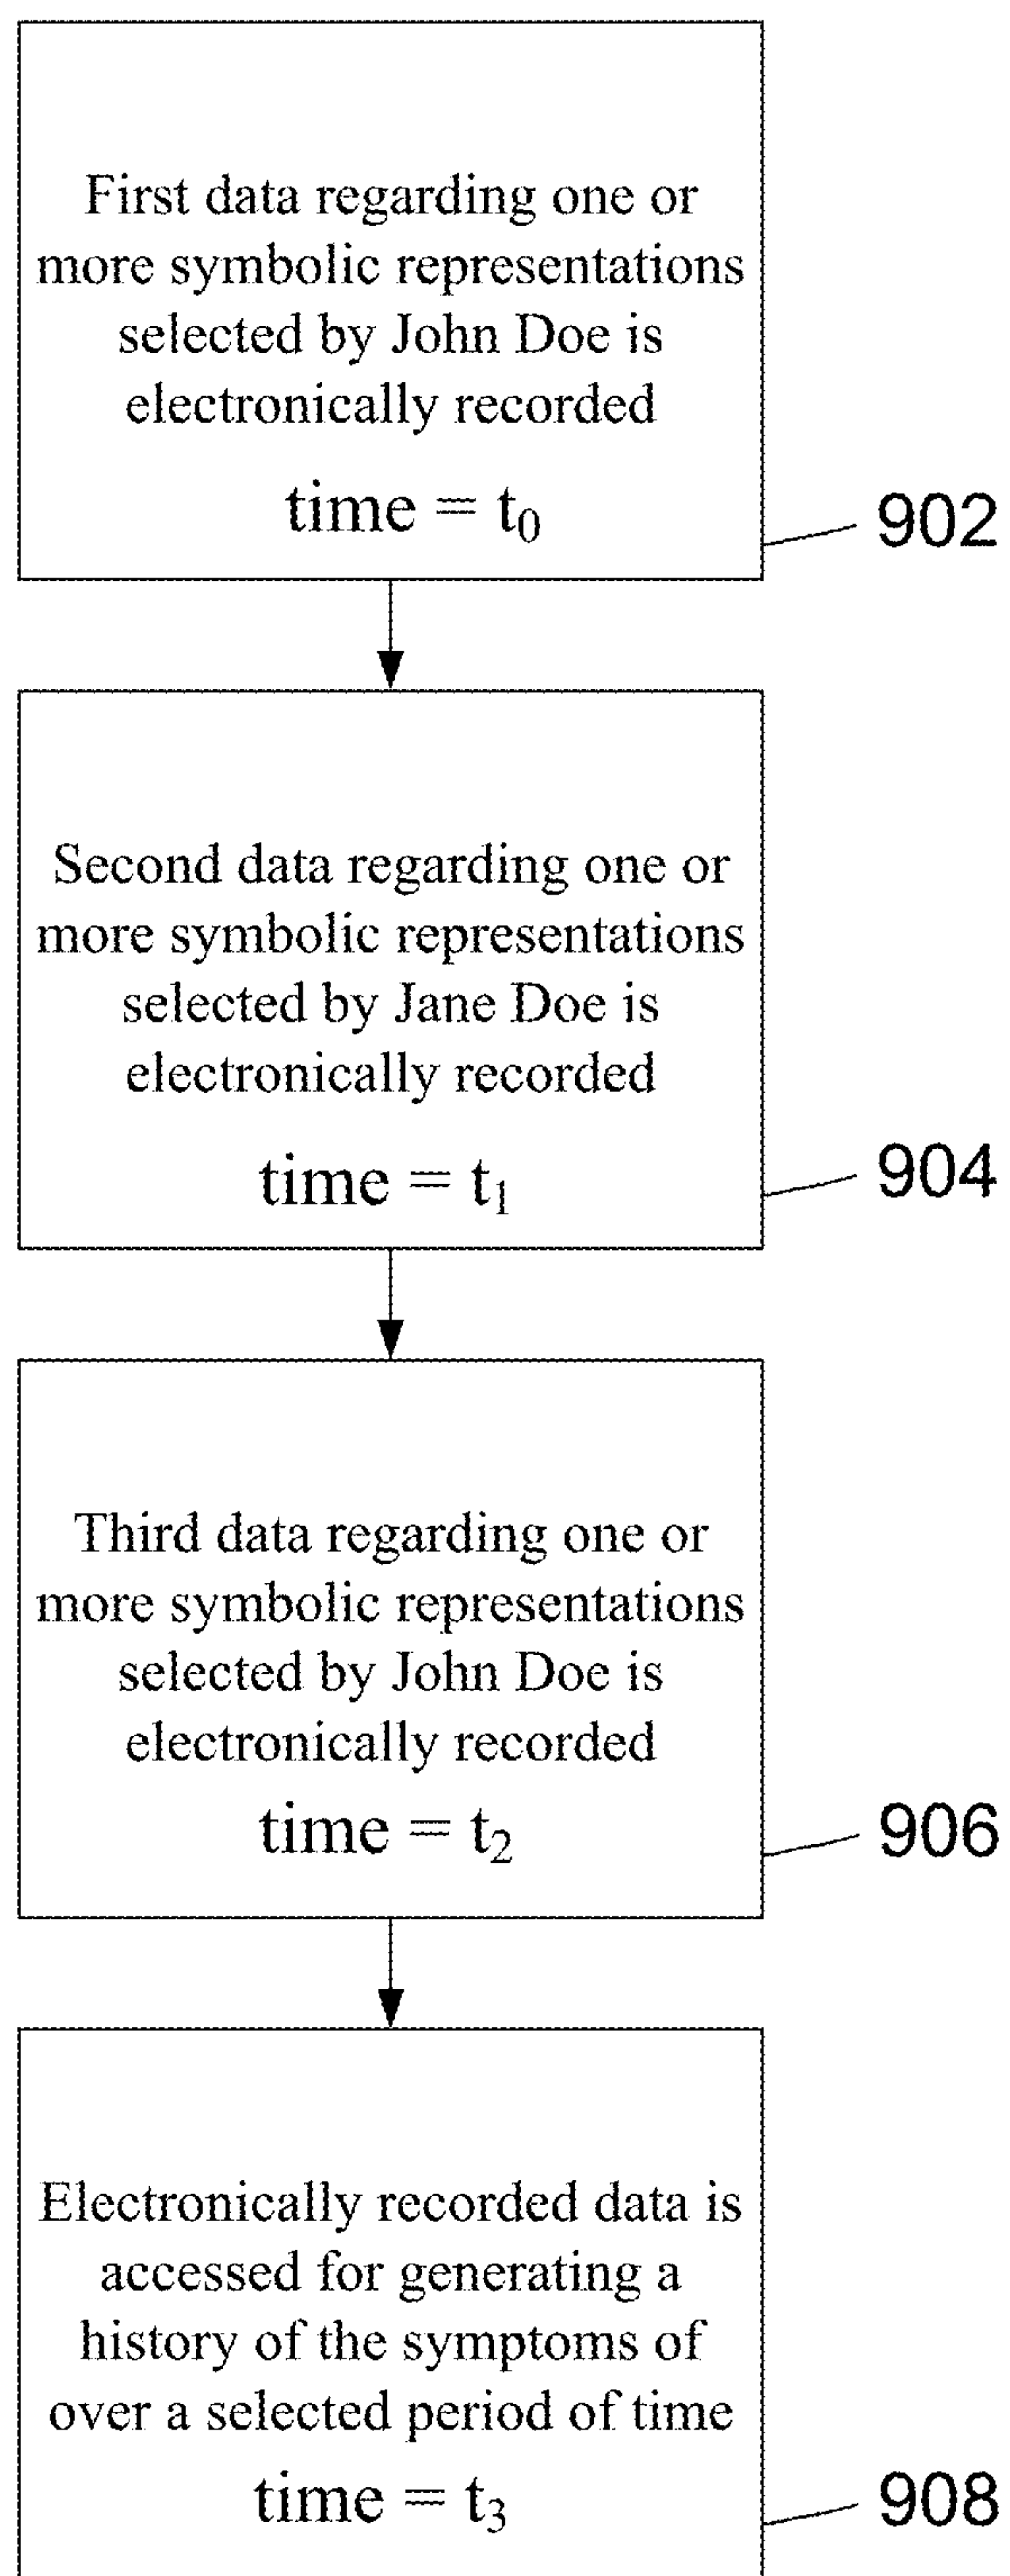 First data regarding one or
more symbolic representations
selected by John Doe is
electronically recorded
time = t₀
902
Second data regarding one or
more symbolic representations
selected by Jane Doe is
electronically recorded
time = t₁
904
Third data regarding one or
more symbolic representations
selected by John Doe is
electronically recorded
time = t₂
906
Electronically recorded data is
accessed for generating a
history of the symptoms of
over a selected period of time
time = t₃
908